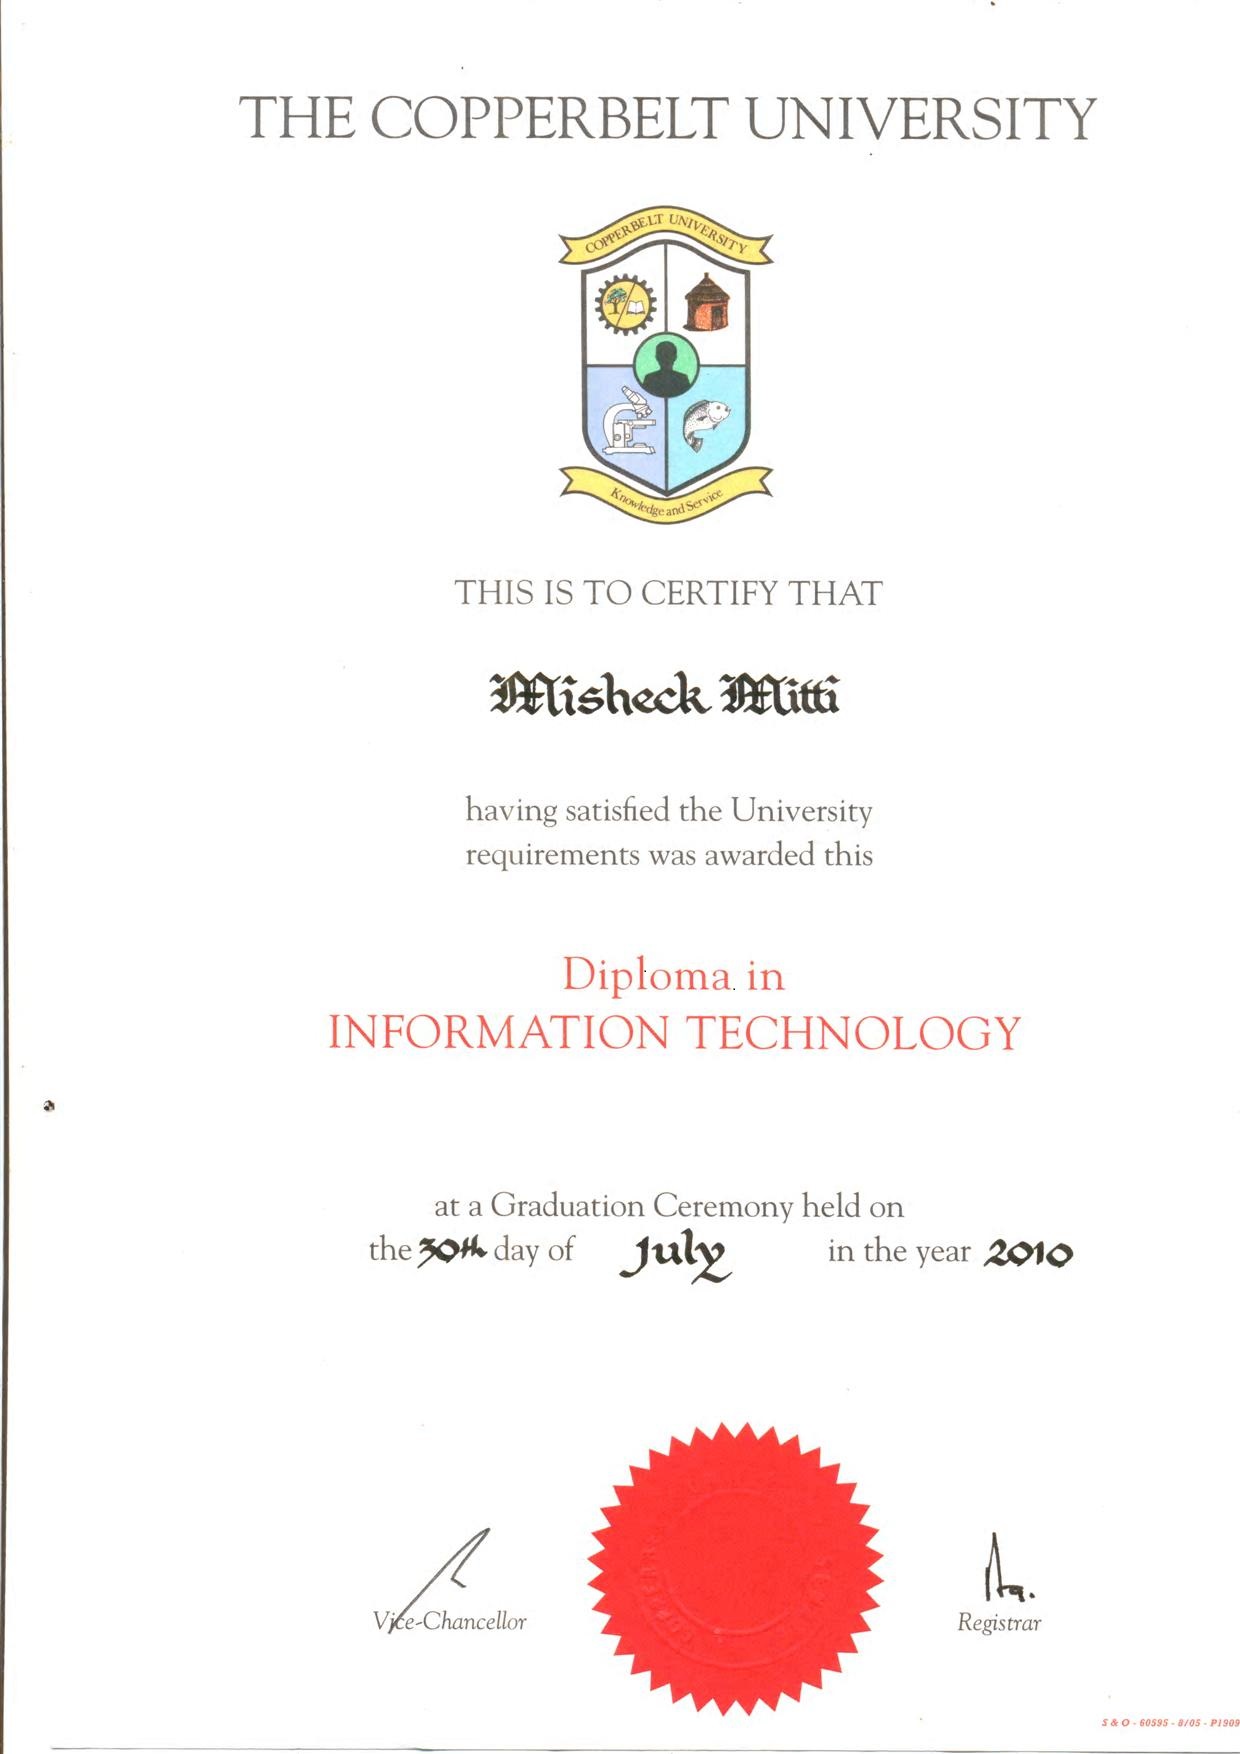 THE COPPERBELT UNIVERSITY
COPPERBELT UNIVERSITY
Knowledge and Service
THIS IS TO CERTIFY THAT
Misheck Mitti
having satisfied the University
requirements was awarded this
Diploma in
INFORMATION TECHNOLOGY
at a Graduation Ceremony held on
the 30th day of July in the year 2010
Vice-Chancellor
Registrar
S & O - 60595 - 8/05 - P1909